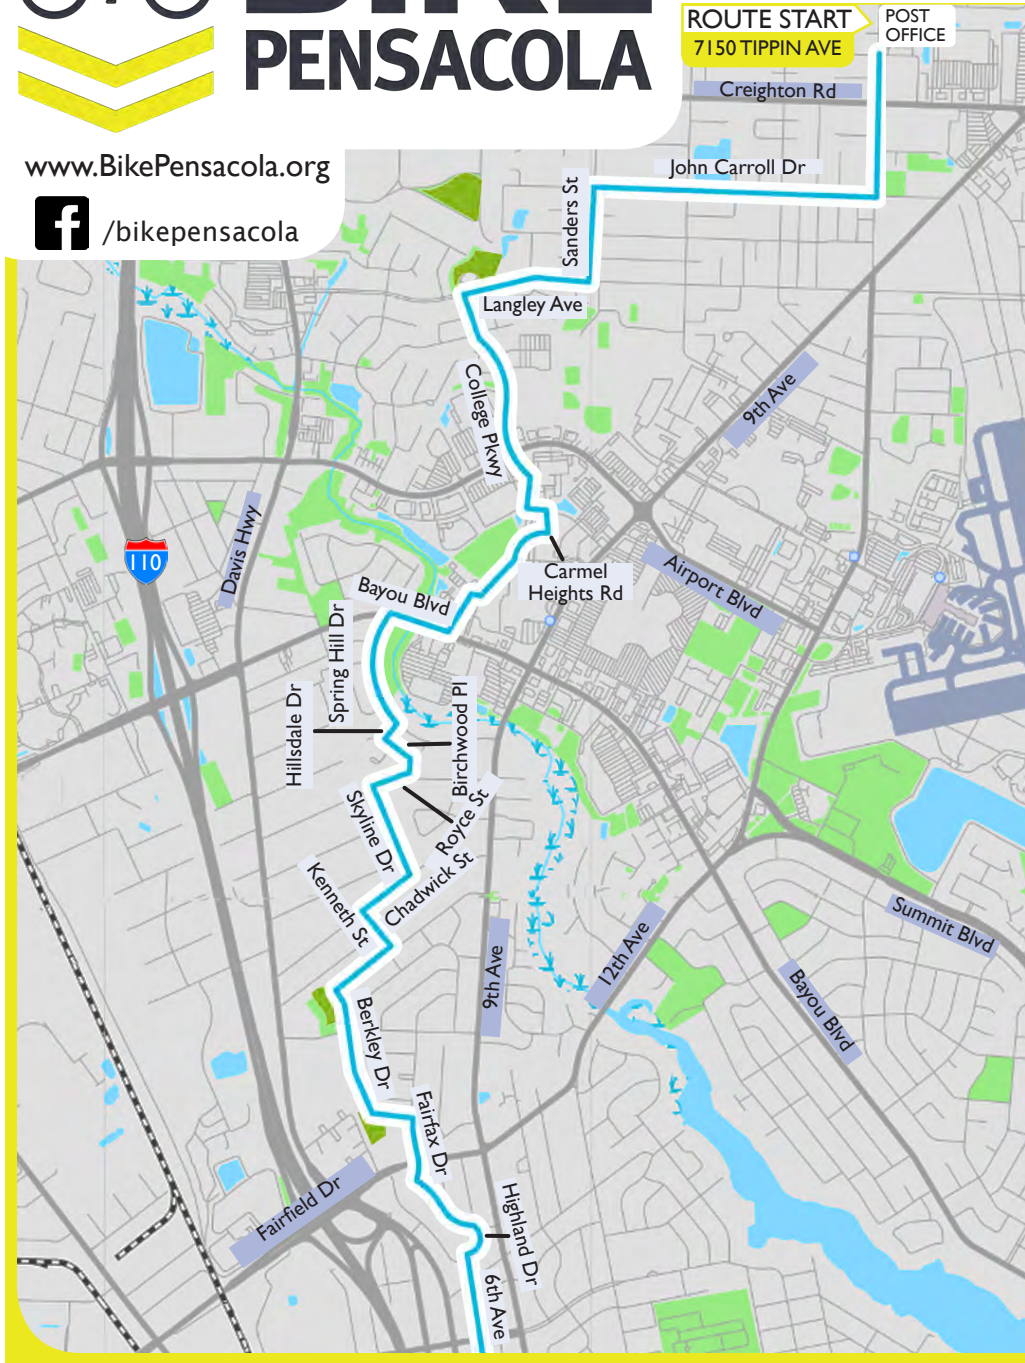 BIKE
PENSACOLA
www.BikePensacola.org
/bikepensacola
ROUTE START
7150 TIPPIN AVE
POST
OFFICE
Creighton Rd
John Carroll Dr
Sanders St
Langley Ave
College Pkwy
9th Ave
Davis Hwy
110
Carmel
Heights Rd
Airport Blvd
Bayou Blvd
Spring Hill Dr
Hillsdale Dr
Birchwood Pl
Royce St
Skyline Dr
Chadwick St
Kenneth St
9th Ave
12th Ave
Summit Blvd
Bayou Blvd
Berkley Dr
Fairfax Dr
Fairfield Dr
Highland Dr
6th Ave